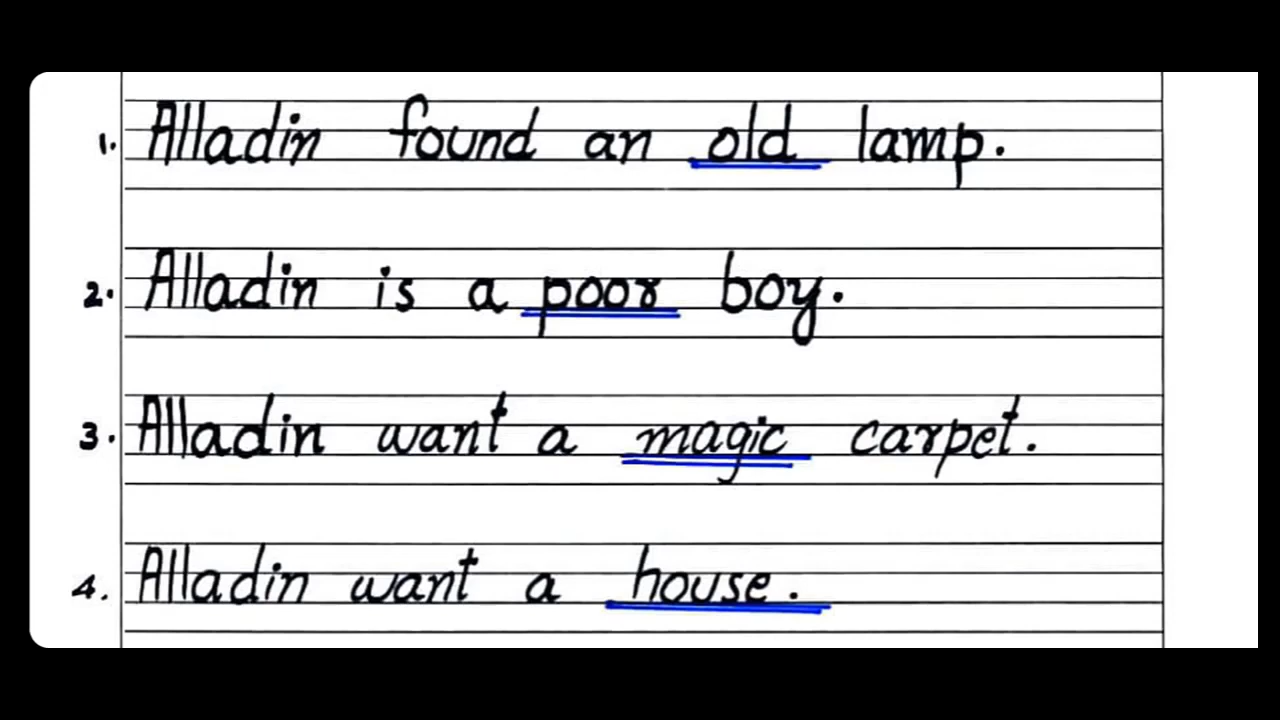 1. Alladin found an old lamp.
2. Alladin is a poor boy.
3. Alladin want a magic carpet.
4. Alladin want a house.